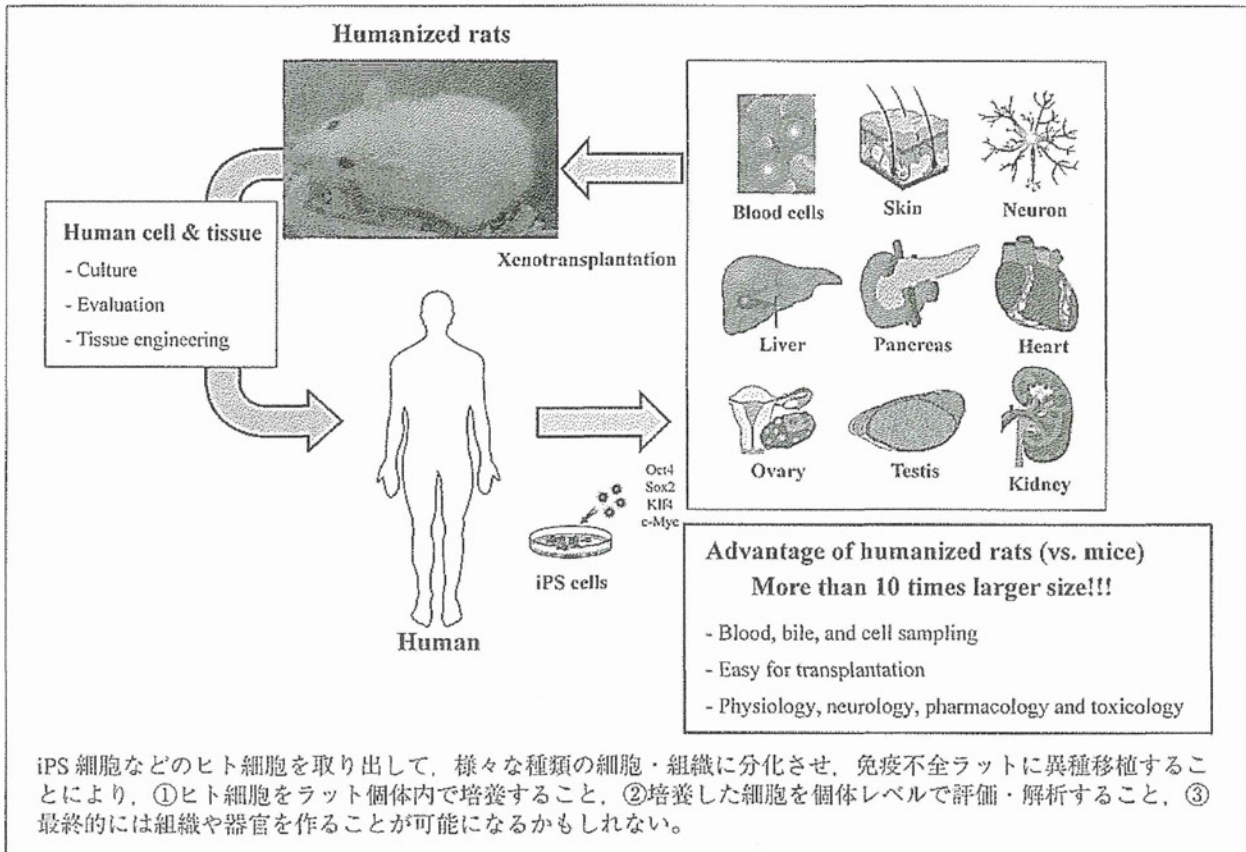 Humanized rats
Human cell & tissue
- Culture
- Evaluation
- Tissue engineering
Xenotransplantation
Blood cells
Skin
Neuron
Liver
Pancreas
Heart
Ovary
Testis
Kidney
Oct4
Sox2
Klf4
c-Myc
iPS cells
Human
Advantage of humanized rats (vs. mice)
More than 10 times larger size!!!
- Blood, bile, and cell sampling
- Easy for transplantation
- Physiology, neurology, pharmacology and toxicology
iPS 細胞などのヒト細胞を取り出して，様々な種類の細胞・組織に分化させ，免疫不全ラットに異種移植するこ
とにより，①ヒト細胞をラット個体内で培養すること，②培養した細胞を個体レベルで評価・解析すること，③
最終的には組織や器官を作ることが可能になるかもしれない。